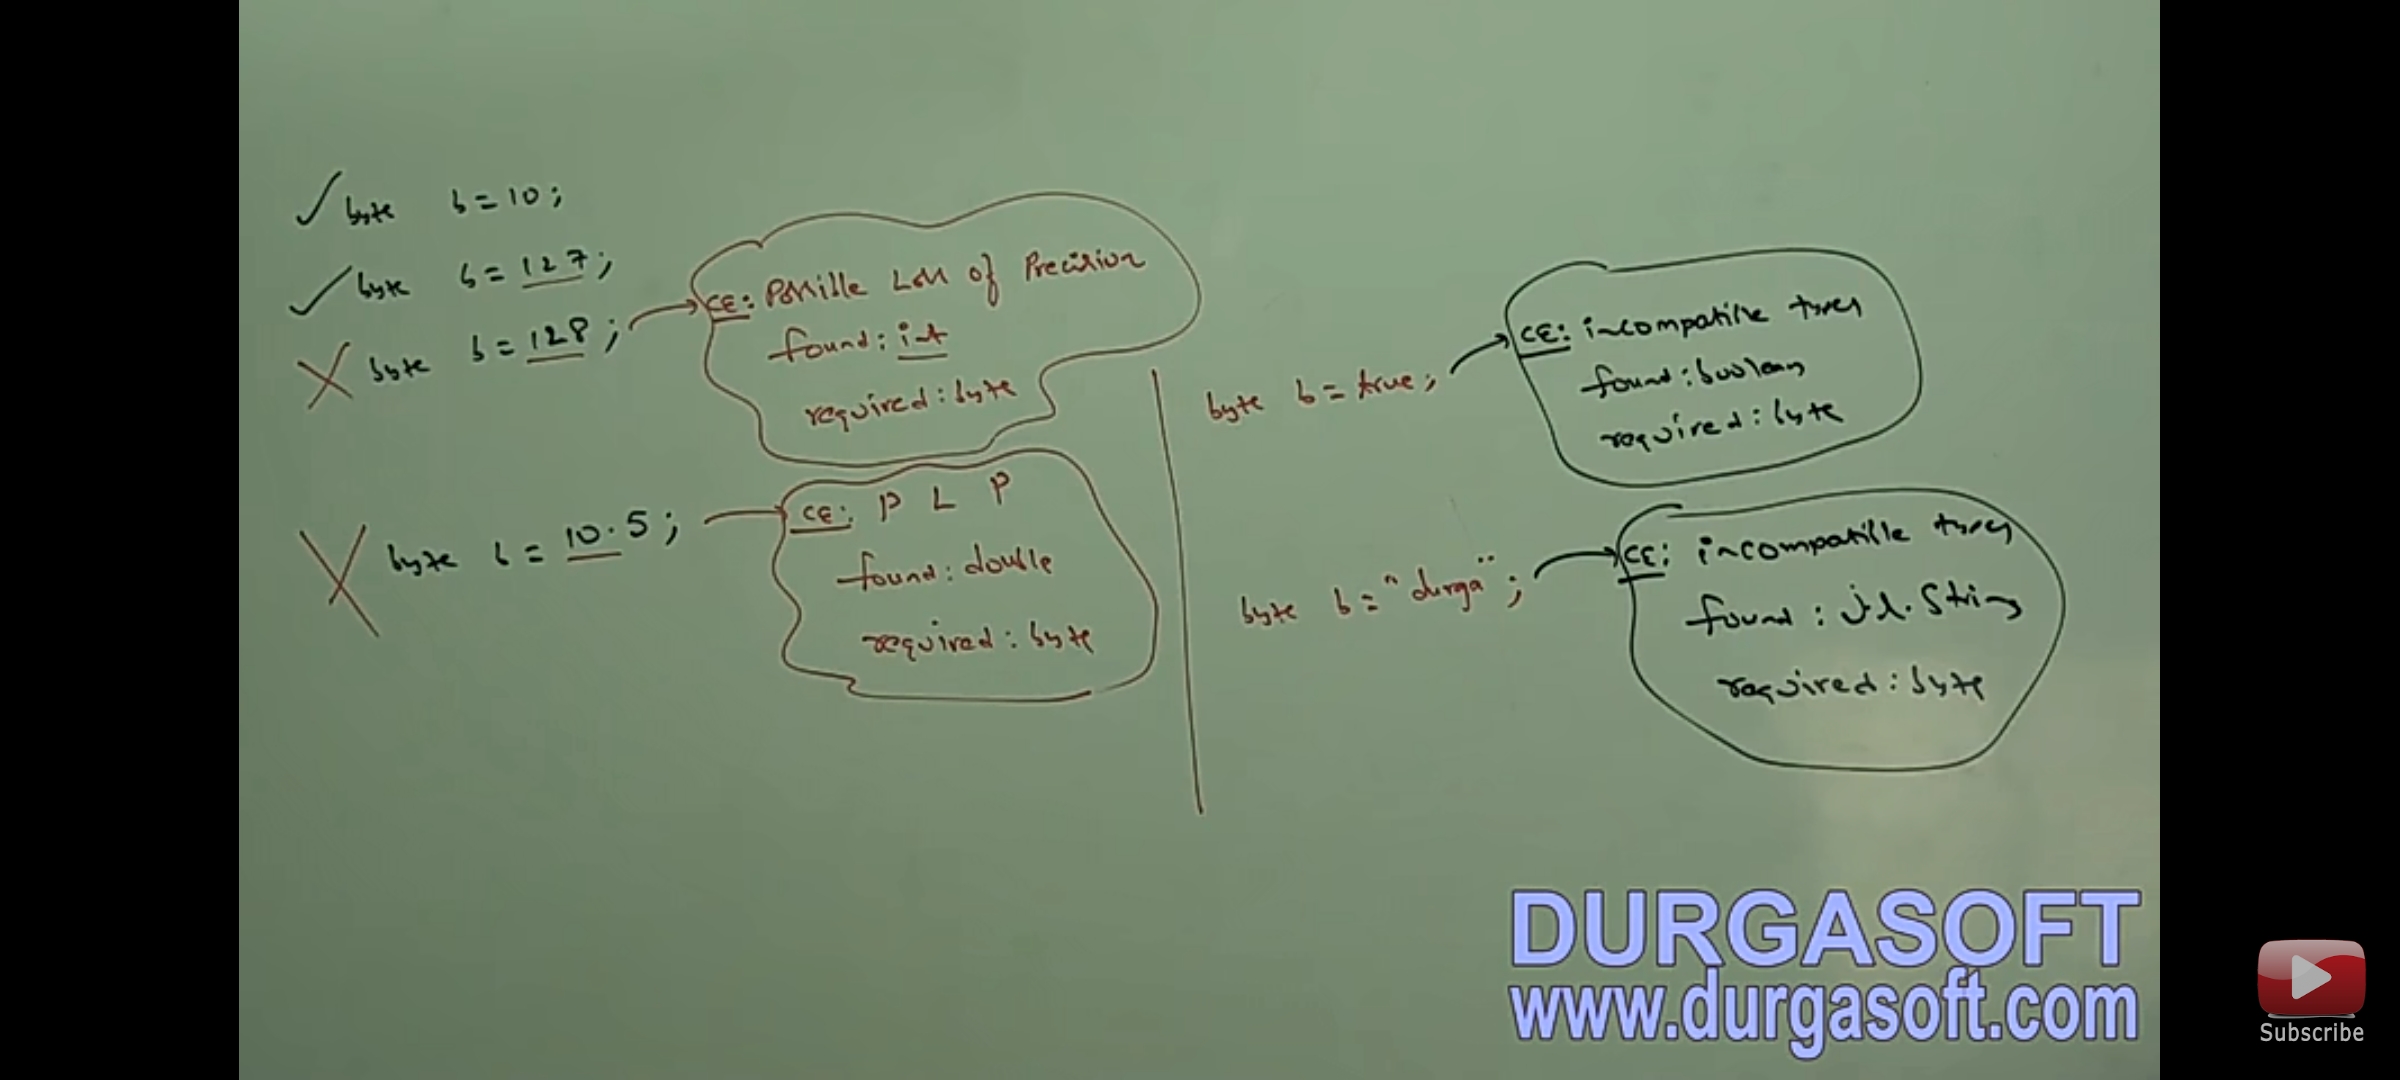 byte b=10;
byte b=127;
byte b=128;
CE: Possible Loss of Precision
found: int
required: byte
byte b=10.5;
CE: P L P
found: double
required: byte
byte b=true;
CE: incompatible types
found: boolean
required: byte
byte b="durga";
CE: incompatible types
found: j.l.String
required: byte
DURGASOFT
www.durgasoft.com
Subscribe